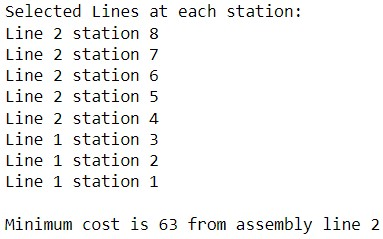 Selected Lines at each station:
Line 2 station 8
Line 2 station 7
Line 2 station 6
Line 2 station 5
Line 2 station 4
Line 1 station 3
Line 1 station 2
Line 1 station 1

Minimum cost is 63 from assembly line 2